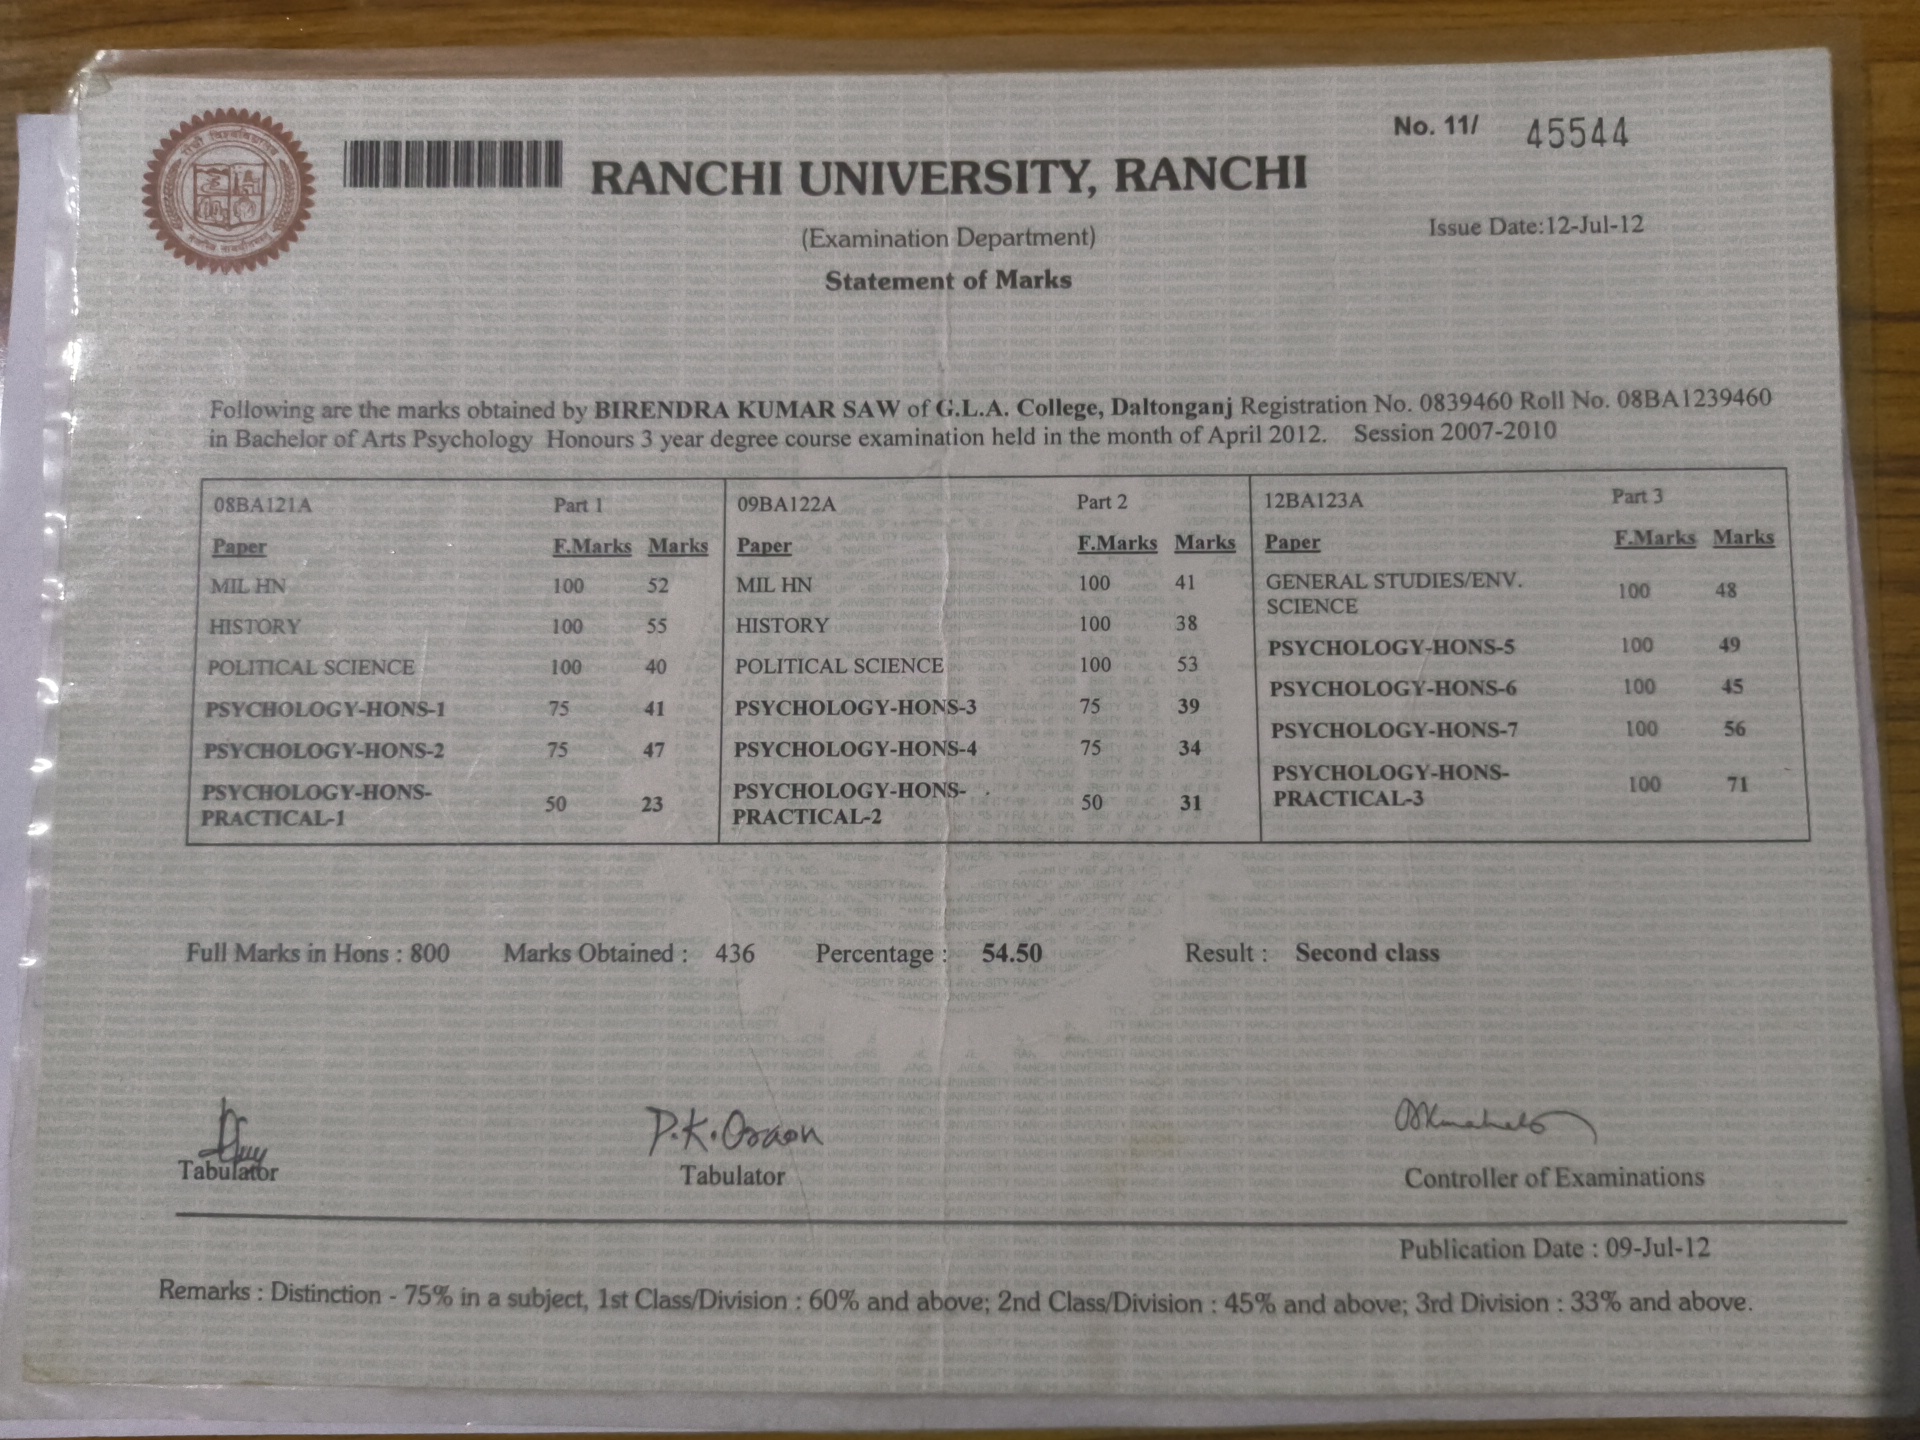 No. 11/ 45544
RANCHI UNIVERSITY, RANCHI
(Examination Department)
Issue Date:12-Jul-12
Statement of Marks
Following are the marks obtained by BIRENDRA KUMAR SAW of G.L.A. College, Daltonganj Registration No. 0839460 Roll No. 08BA1239460
in Bachelor of Arts Psychology Honours 3 year degree course examination held in the month of April 2012. Session 2007-2010
08BA121A Part 1
Paper F.Marks Marks
MIL HN 100 52
HISTORY 100 55
POLITICAL SCIENCE 100 40
PSYCHOLOGY-HONS-1 75 41
PSYCHOLOGY-HONS-2 75 47
PSYCHOLOGY-HONS-
PRACTICAL-1 50 23
09BA122A Part 2
Paper F.Marks Marks
MIL HN 100 41
HISTORY 100 38
POLITICAL SCIENCE 100 53
PSYCHOLOGY-HONS-3 75 39
PSYCHOLOGY-HONS-4 75 34
PSYCHOLOGY-HONS-
PRACTICAL-2 50 31
12BA123A Part 3
Paper F.Marks Marks
GENERAL STUDIES/ENV.
SCIENCE 100 48
PSYCHOLOGY-HONS-5 100 49
PSYCHOLOGY-HONS-6 100 45
PSYCHOLOGY-HONS-7 100 56
PSYCHOLOGY-HONS-
PRACTICAL-3 100 71
Full Marks in Hons : 800 Marks Obtained : 436 Percentage : 54.50 Result : Second class
P.K.Oraon
Tabulator Tabulator Controller of Examinations
Publication Date : 09-Jul-12
Remarks : Distinction - 75% in a subject, 1st Class/Division : 60% and above; 2nd Class/Division : 45% and above; 3rd Division : 33% and above.